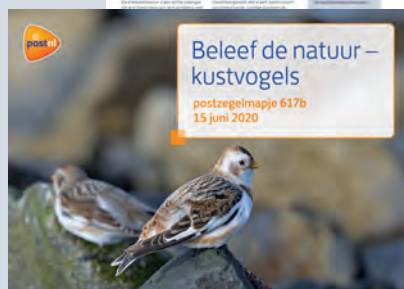 postnl
Beleef de natuur –
kustvogels
postzegelmapje 617b
15 juni 2020